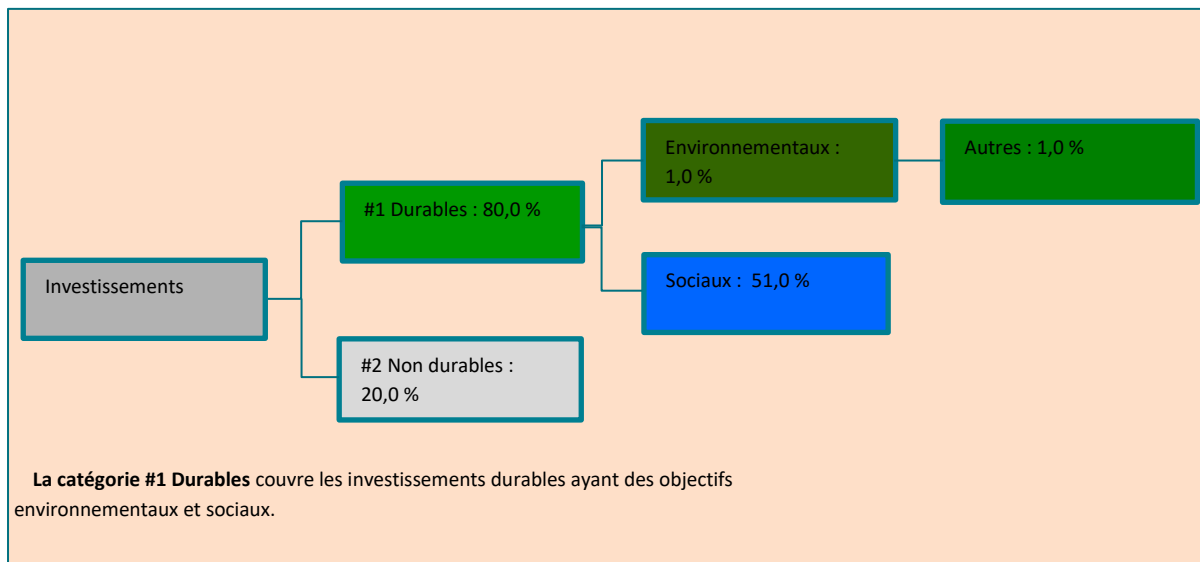 Environnementaux :
1,0 %
Autres : 1,0 %
#1 Durables : 80,0 %
Sociaux :  51,0 %
Investissements
#2 Non durables :
20,0 %
La catégorie #1 Durables couvre les investissements durables ayant des objectifs
environnementaux et sociaux.